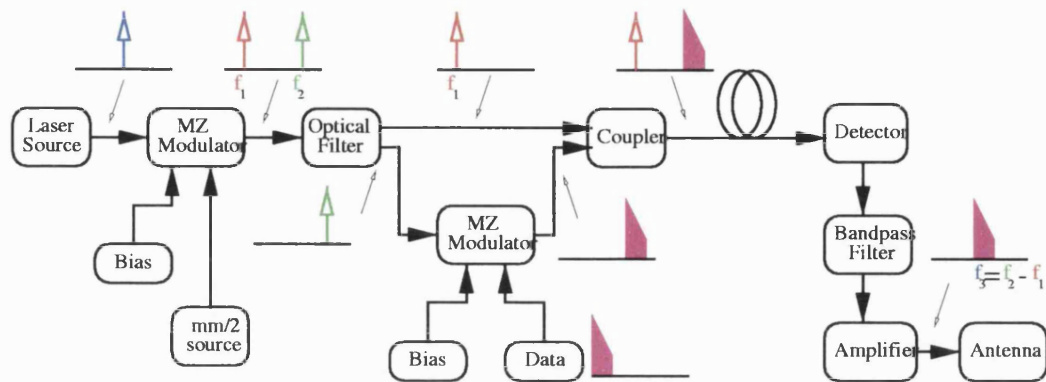 f1
f2
f1
Laser
Source
MZ
Modulator
Optical
Filter
Coupler
Detector
MZ
Modulator
Bandpass
Filter
Bias
f3=f2 - f1
mm/2
source
Bias
Data
Amplifier
Antenna